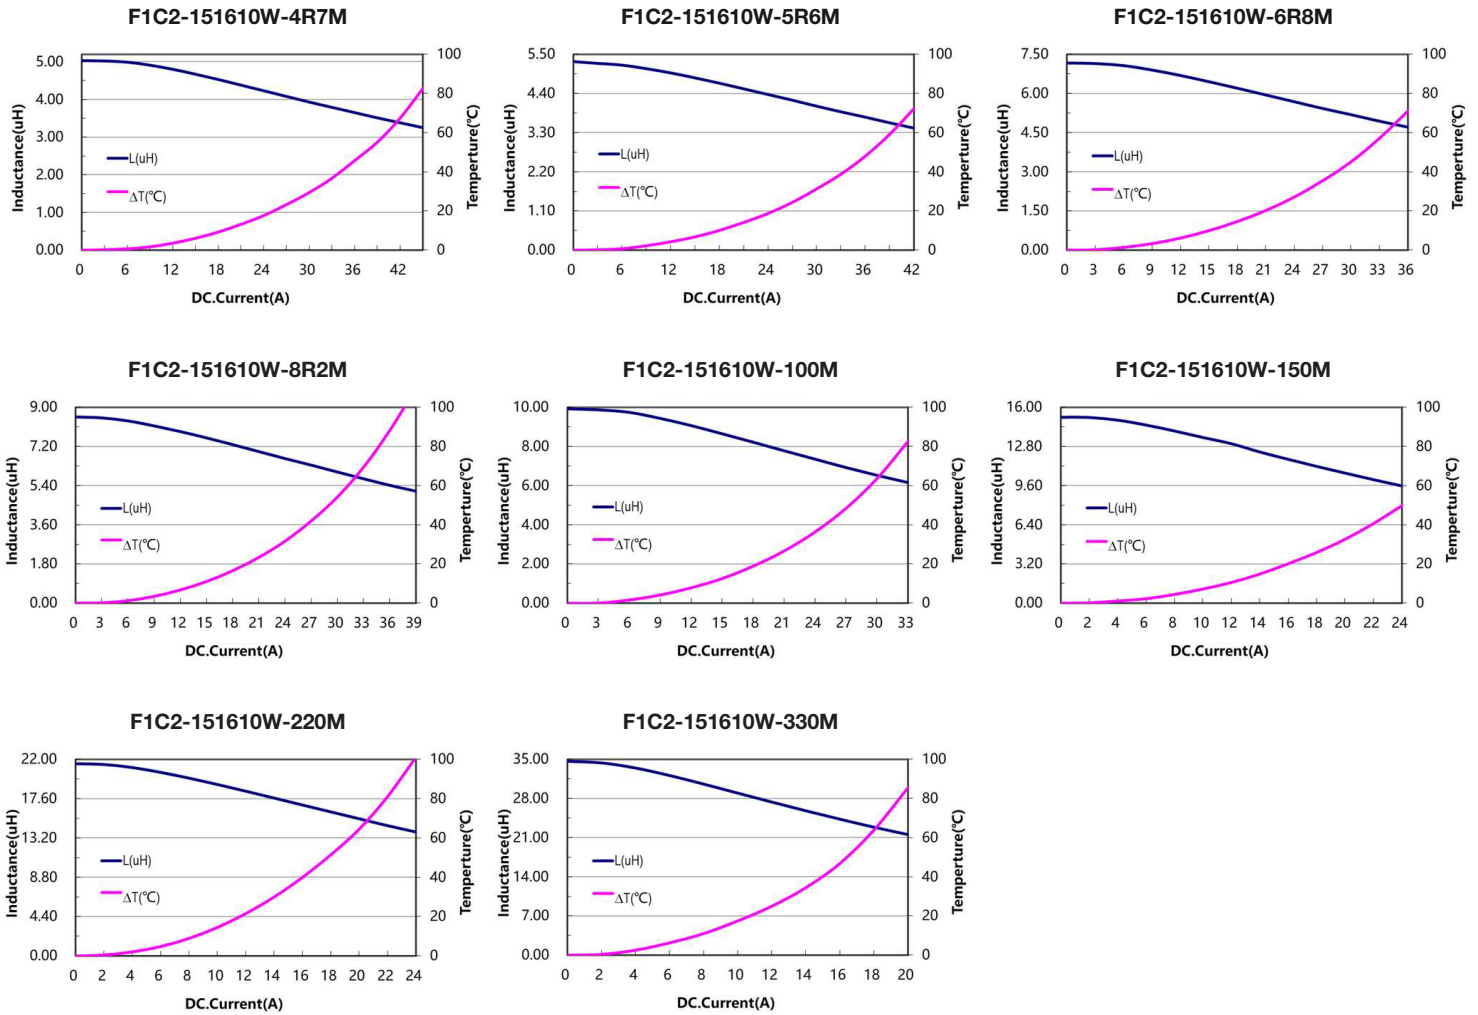 F1C2-151610W-4R7M
Inductance(uH)
5.00
4.00
3.00
2.00
1.00
0.00
L(uH)
ΔT(℃)
100
80
60
40
20
0
Temperture(℃)
0 6 12 18 24 30 36 42
DC.Current(A)
F1C2-151610W-5R6M
Inductance(uH)
5.50
4.40
3.30
2.20
1.10
0.00
L(uH)
ΔT(℃)
100
80
60
40
20
0
Temperture(℃)
0 6 12 18 24 30 36 42
DC.Current(A)
F1C2-151610W-6R8M
Inductance(uH)
7.50
6.00
4.50
3.00
1.50
0.00
L(uH)
ΔT(℃)
100
80
60
40
20
0
Temperture(℃)
0 3 6 9 12 15 18 21 24 27 30 33 36
DC.Current(A)
F1C2-151610W-8R2M
Inductance(uH)
9.00
7.20
5.40
3.60
1.80
0.00
L(uH)
ΔT(℃)
100
80
60
40
20
0
Temperture(℃)
0 3 6 9 12 15 18 21 24 27 30 33 36 39
DC.Current(A)
F1C2-151610W-100M
Inductance(uH)
10.00
8.00
6.00
4.00
2.00
0.00
L(uH)
ΔT(℃)
100
80
60
40
20
0
Temperture(℃)
0 3 6 9 12 15 18 21 24 27 30 33
DC.Current(A)
F1C2-151610W-150M
Inductance(uH)
16.00
12.80
9.60
6.40
3.20
0.00
L(uH)
ΔT(℃)
100
80
60
40
20
0
Temperture(℃)
0 2 4 6 8 10 12 14 16 18 20 22 24
DC.Current(A)
F1C2-151610W-220M
Inductance(uH)
22.00
17.60
13.20
8.80
4.40
0.00
L(uH)
ΔT(℃)
100
80
60
40
20
0
Temperture(℃)
0 2 4 6 8 10 12 14 16 18 20 22 24
DC.Current(A)
F1C2-151610W-330M
Inductance(uH)
35.00
28.00
21.00
14.00
7.00
0.00
L(uH)
ΔT(℃)
100
80
60
40
20
0
Temperture(℃)
0 2 4 6 8 10 12 14 16 18 20
DC.Current(A)